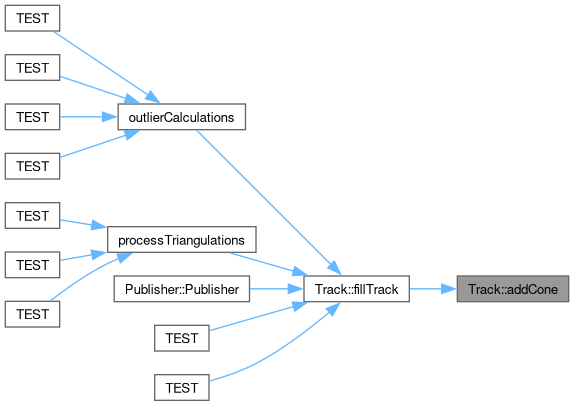 TEST
TEST
TEST
outlierCalculations
TEST
TEST
processTriangulations
TEST
Publisher::Publisher
Track::fillTrack
Track::addCone
TEST
TEST
TEST